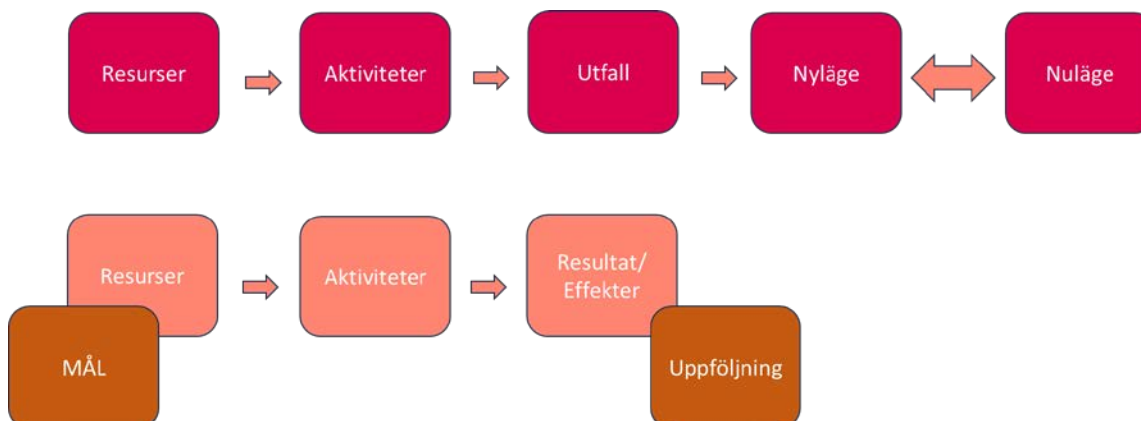 Resurser
Aktiviteter
Utfall
Nyläge
Nuläge
Resurser
Aktiviteter
Resultat/
Effekter
MÅL
Uppföljning